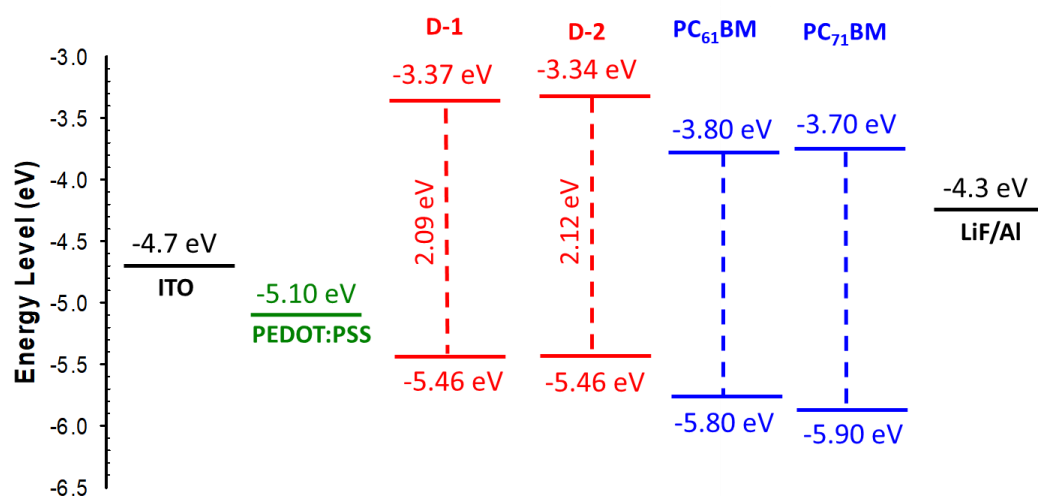 D-1
D-2
PC₆₁BM
PC₇₁BM
Energy Level (eV)
-3.0
-3.5
-4.0
-4.5
-5.0
-5.5
-6.0
-6.5
-4.7 eV
ITO
-5.10 eV
PEDOT:PSS
-3.37 eV
2.09 eV
-5.46 eV
-3.34 eV
2.12 eV
-5.46 eV
-3.80 eV
-5.80 eV
-3.70 eV
-5.90 eV
-4.3 eV
LiF/Al